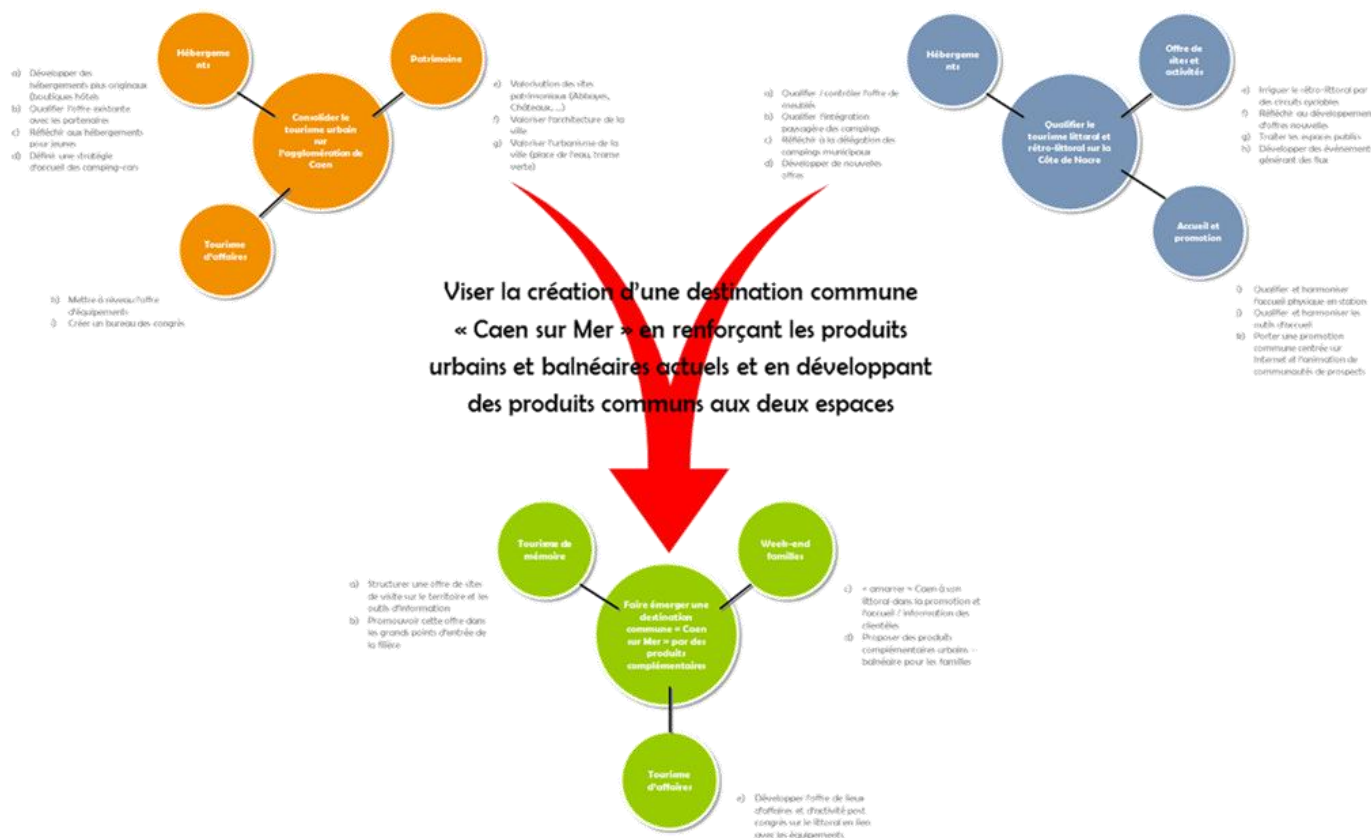 Hébergeme
nts
Patrimoine
Consolider le
tourisme urbain
sur
l'agglomération de
Caen
Tourisme
d'affaires
a) Développer des
hébergements plus originaux
(boutiques hôtels
b) Qualifier l'offre existante
avec les partenaires
c) Réfléchir aux hébergements
pour jeunes
d) Définir une stratégie
d'accueil des camping-cars
e) Valorisation des sites
patrimoniaux (Abbayes,
Châteaux, ...)
f) Valoriser l'architecture de la
ville
g) Valoriser l'urbanisme de la
ville (place de l'eau, trame
verte)
h) Mettre à niveau l'offre
d'équipements
i) Créer un bureau des congrès
Hébergeme
nts
Offre de
sites et
activités
Qualifier le
tourisme littoral et
rétro-littoral sur la
Côte de Nacre
Accueil et
promotion
a) Qualifier / contrôler l'offre de
meublés
b) Qualifier l'intégration
paysagère des campings
c) Réfléchir à la délégation des
campings municipaux
d) Développer de nouvelles
offres
e) Irriguer le rétro-littoral par
des circuits cyclables
f) Réfléchir au développemen
d'offres nouvelles
g) Traiter les espaces publics
h) Développer des événement
générant des flux
i) Qualifier et harmoniser
l'accueil physique en station
j) Qualifier et harmoniser les
outils d'accueil
k) Porter une promotion
commune centrée sur
Internet et l'animation de
communautés de prospects
Viser la création d'une destination commune
« Caen sur Mer » en renforçant les produits
urbains et balnéaires actuels et en développant
des produits communs aux deux espaces
Tourisme de
mémoire
Week-end
familles
Faire émerger une
destination
commune « Caen
sur Mer » par des
produits
complémentaires
Tourisme
d'affaires
a) Structurer une offre de sites
de visite sur le territoire et les
outils d'information
b) Promouvoir cette offre dans
les grands points d'entrée de
la filière
c) « amarrer » Caen à son
littoral dans la promotion et
l'accueil / information des
clientèles
d) Proposer des produits
complémentaires urbains –
balnéaire pour les familles
e) Développer l'offre de lieux
d'affaires et d'activité post
congrès sur le littoral en lien
avec les équipements